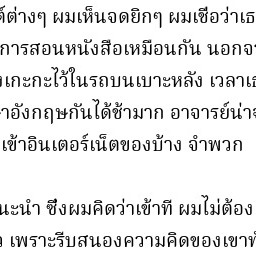 ต์ต่างๆ ผมเห็นจดยิกๆ ผมเชื่อว่าเธ
การสอนหนังสือเหมือนกัน นอกจ
งเกะกะไว้ในรถบนเบาะหลัง เวลาเธ
าอังกฤษกันได้ช้ามาก อาจารย์น่าจ
เข้าอินเตอร์เน็ตของบ้าง จำพวก
นะนำ ซึ่งผมคิดว่าเข้าที ผมไม่ต้อง
เพราะรีบสนองความคิดของเขาทํ